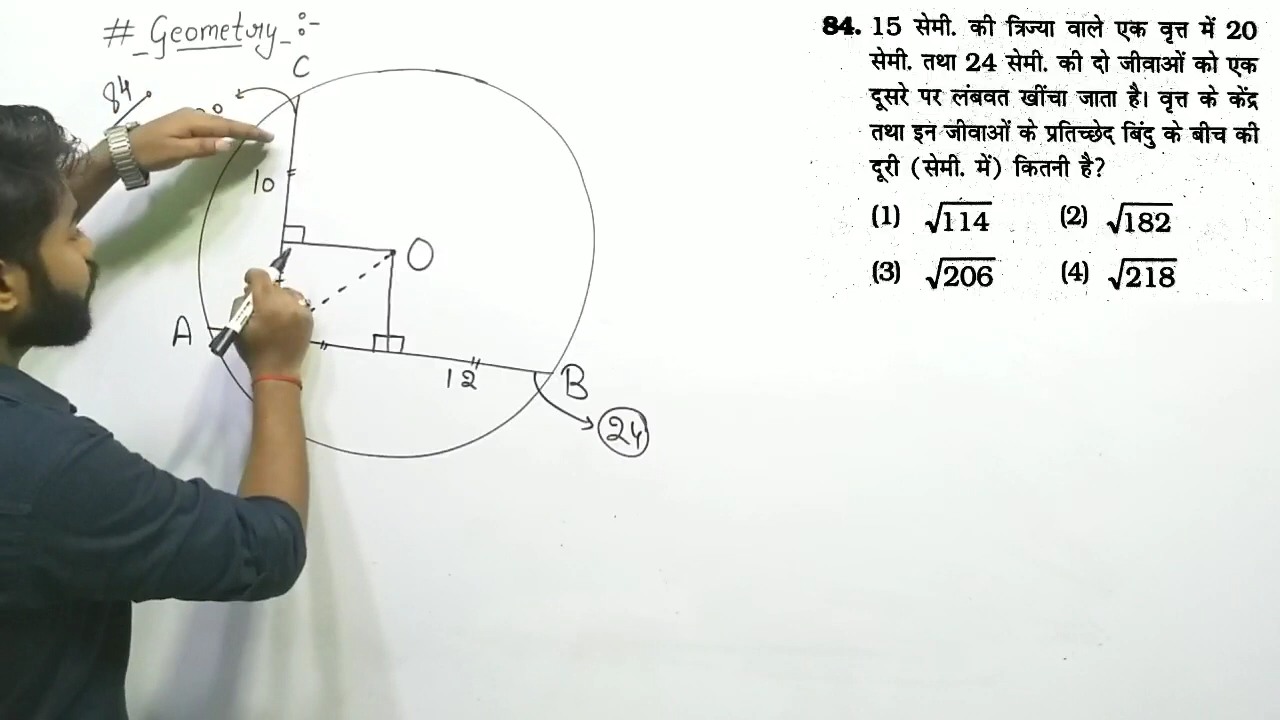 # Geometry :-
84
C
10
O
A
12
B
24
84. 15 सेमी. की त्रिज्या वाले एक वृत्त में 20
सेमी. तथा 24 सेमी. की दो जीवाओं को एक
दूसरे पर लंबवत खींचा जाता है। वृत्त के केंद्र
तथा इन जीवाओं के प्रतिच्छेद बिंदु के बीच की
दूरी (सेमी. में) कितनी है?
(1) √114 (2) √182
(3) √206 (4) √218